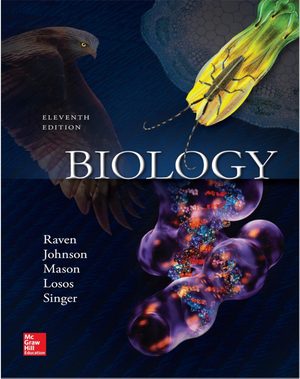 ELEVENTH
EDITION
BIOLOGY
Raven
Johnson
Mason
Losos
Singer
Mc
Graw
Hill
Education